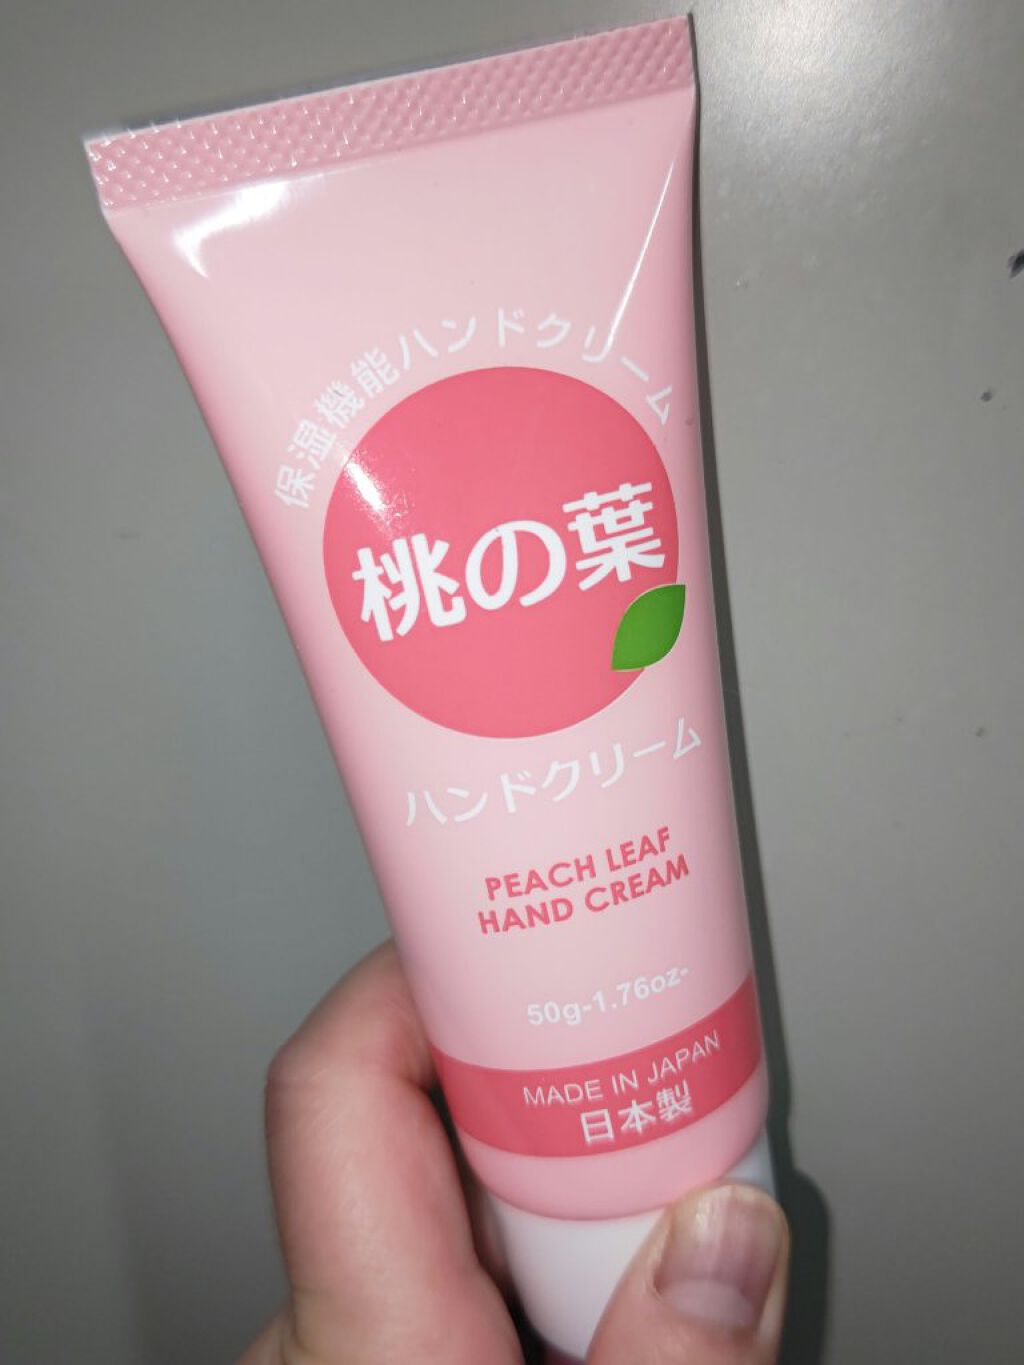 保湿機能ハンドクリーム
桃の葉
ハンドクリーム
PEACH LEAF
HAND CREAM
50g-1.76oz-
MADE IN JAPAN
日本製